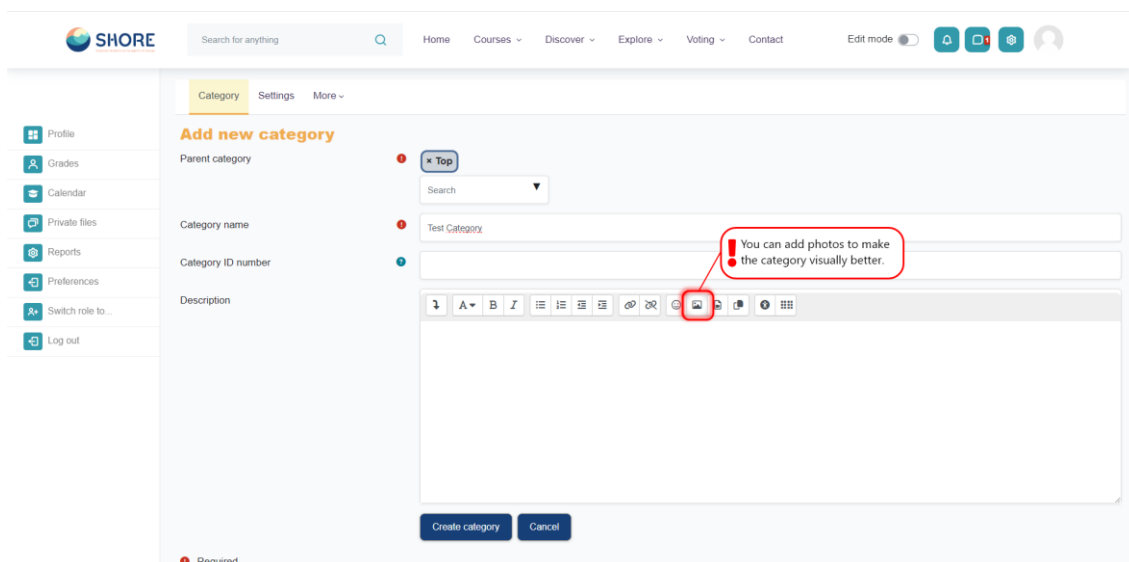 SHORE
Search for anything
Home Courses Discover Explore Voting Contact
Edit mode
1
Category Settings More
Profile
Grades
Calendar
Private files
Reports
Preferences
Switch role to...
Log out
Add new category
Parent category
× Top
Search
Category name
Test Category
Category ID number
You can add photos to make
the category visually better.
Description
A B I
Create category Cancel
Required